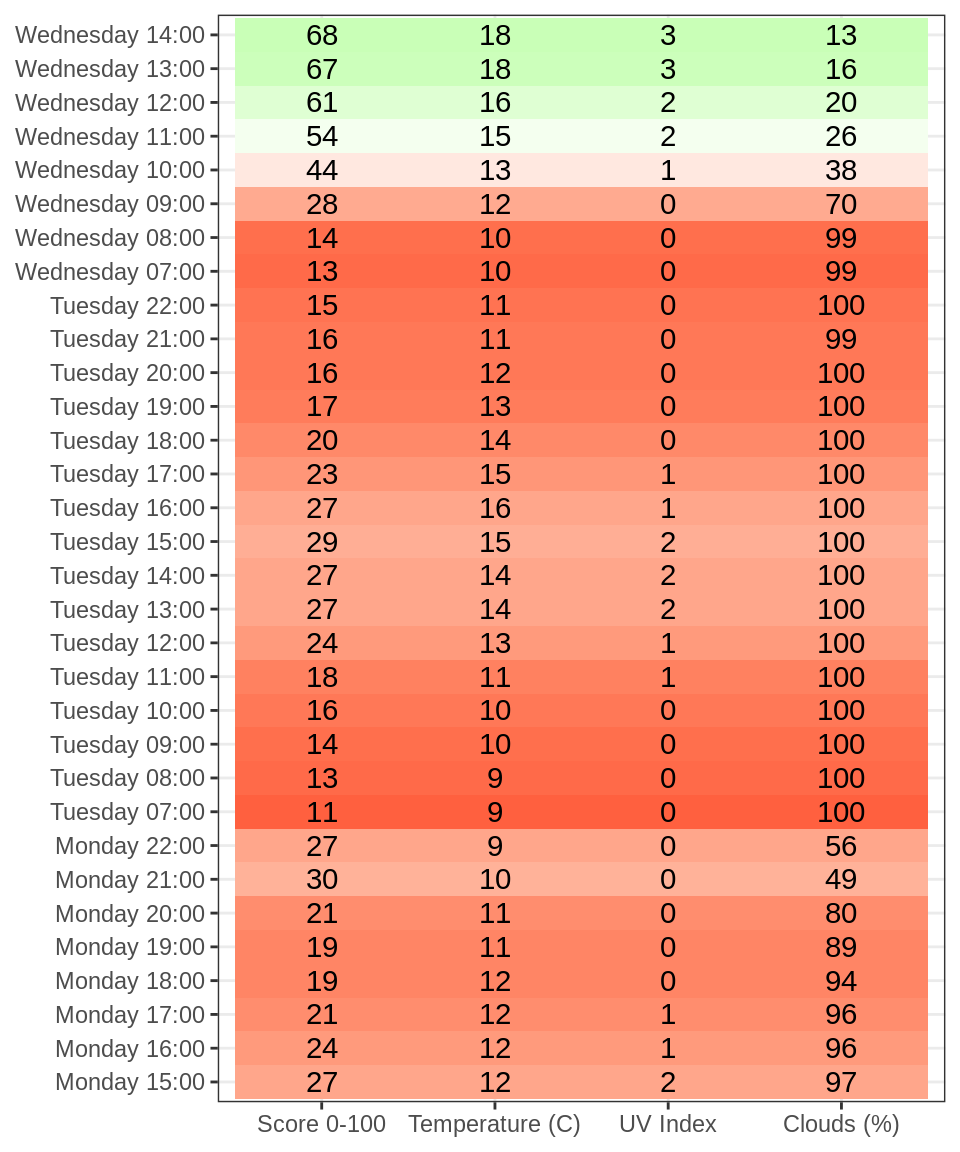 Wednesday 14:00 68 18 3 13
Wednesday 13:00 67 18 3 16
Wednesday 12:00 61 16 2 20
Wednesday 11:00 54 15 2 26
Wednesday 10:00 44 13 1 38
Wednesday 09:00 28 12 0 70
Wednesday 08:00 14 10 0 99
Wednesday 07:00 13 10 0 99
Tuesday 22:00 15 11 0 100
Tuesday 21:00 16 11 0 99
Tuesday 20:00 16 12 0 100
Tuesday 19:00 17 13 0 100
Tuesday 18:00 20 14 0 100
Tuesday 17:00 23 15 1 100
Tuesday 16:00 27 16 1 100
Tuesday 15:00 29 15 2 100
Tuesday 14:00 27 14 2 100
Tuesday 13:00 27 14 2 100
Tuesday 12:00 24 13 1 100
Tuesday 11:00 18 11 1 100
Tuesday 10:00 16 10 0 100
Tuesday 09:00 14 10 0 100
Tuesday 08:00 13 9 0 100
Tuesday 07:00 11 9 0 100
Monday 22:00 27 9 0 56
Monday 21:00 30 10 0 49
Monday 20:00 21 11 0 80
Monday 19:00 19 11 0 89
Monday 18:00 19 12 0 94
Monday 17:00 21 12 1 96
Monday 16:00 24 12 1 96
Monday 15:00 27 12 2 97
Score 0-100 Temperature (C) UV Index Clouds (%)